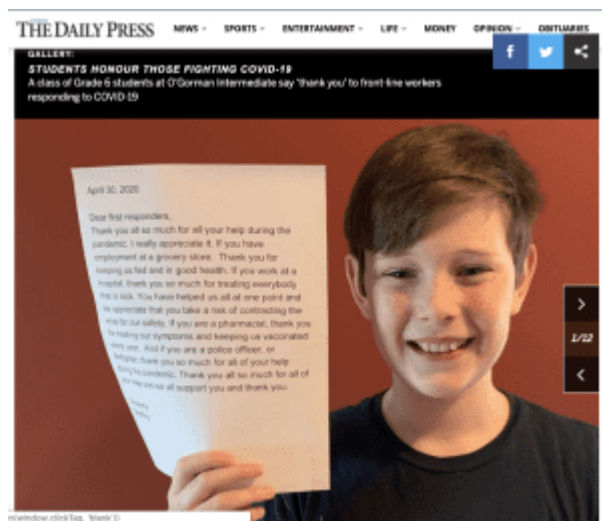 THE DAILY PRESS
NEWS SPORTS ENTERTAINMENT LIFE MONEY OPINION OBITUARIES
GALLERY:
STUDENTS HONOUR THOSE FIGHTING COVID-19
A class of Grade 6 students at O'Gorman Intermediate say 'thank you' to front-line workers
responding to COVID-19
April 30, 2020
Dear first responders,
Thank you all so much for all your help during the
pandemic. I really appreciate it. If you have
employment at a grocery store. Thank you for
keeping us fed and in good health. If you work at a
hospital, thank you so much for treating everybody
that is sick. You have helped us all at one point and
we appreciate that you take a risk of contracting the
virus for our safety. If you are a pharmacist, thank you
for treating our symptoms and keeping us vaccinated
every year. And if you are a police officer, or
firefighter, thank you so much for all of your help
during the pandemic. Thank you all so much for all of
we all support you and thank you.
1/12
n(window.clickTag, 'blank'))